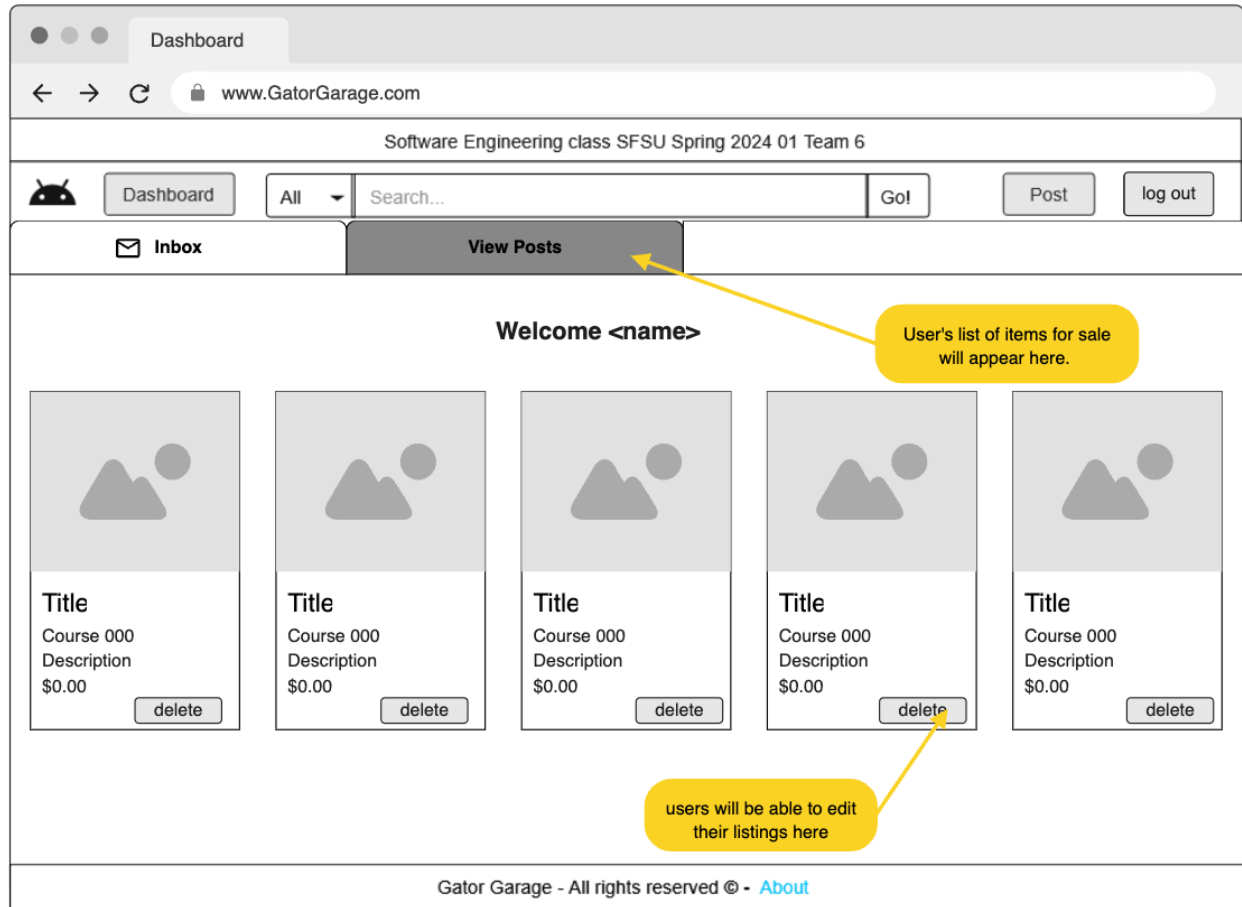 Dashboard
www.GatorGarage.com
Software Engineering class SFSU Spring 2024 01 Team 6
Dashboard All Search... Go! Post log out
Inbox View Posts
Welcome <name>
User's list of items for sale
will appear here.
Title Title Title Title Title
Course 000 Course 000 Course 000 Course 000 Course 000
Description Description Description Description Description
$0.00 $0.00 $0.00 $0.00 $0.00
delete delete delete delete delete
users will be able to edit
their listings here
Gator Garage - All rights reserved © - About